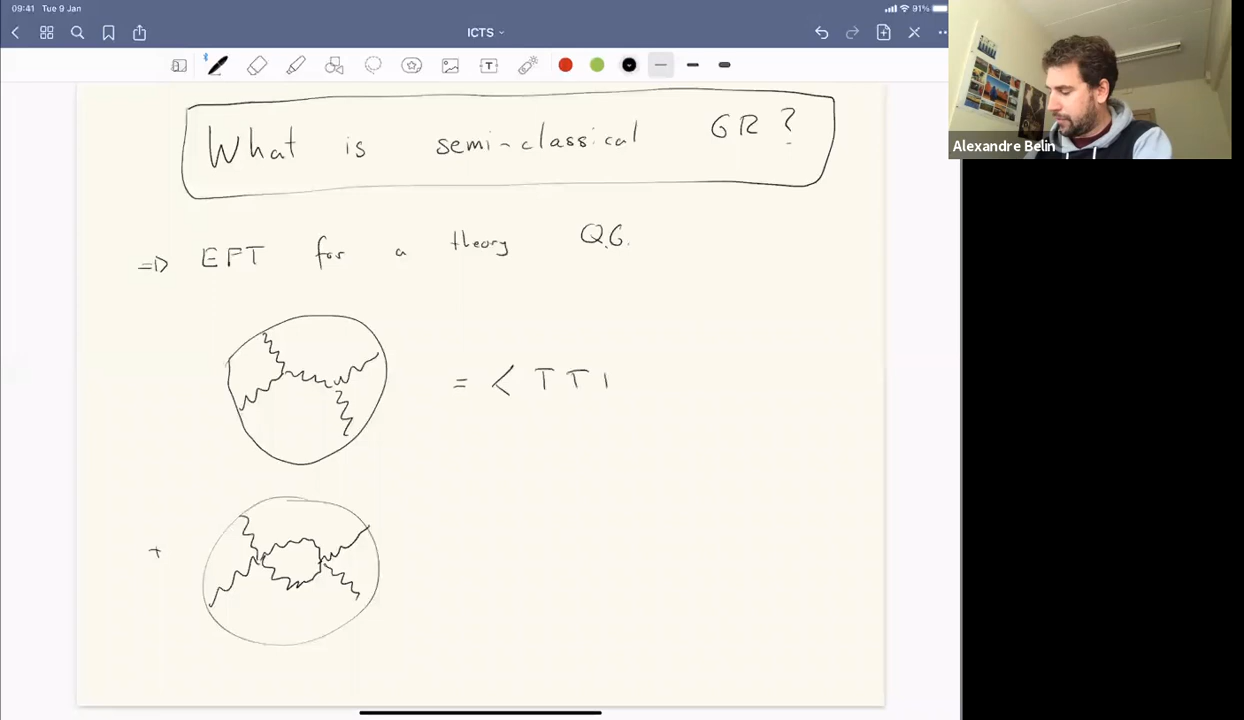 09:41 Tue 9 Jan
91%
ICTS
What is semi-classical GR?
Alexandre Belin
=> EFT for a theory Q.G.
= < T T
+